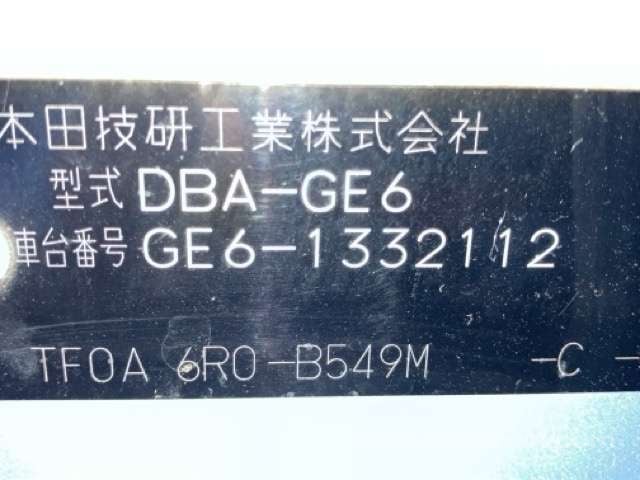 本田技研工業株式会社
型式 DBA-GE6
車台番号 GE6-1332112
TF0A 6R0-B549M -C -